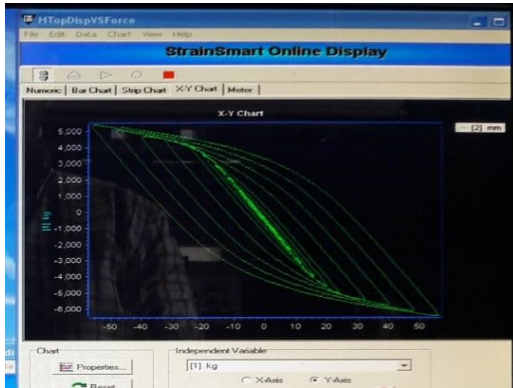 HTopDispVSForce
File Edit Data Chart View Help
StrainSmart Online Display
Numeric Bar Chart Strip Chart X-Y Chart Meter
X-Y Chart
[2] mm
5,000
4,000
3,000
2,000
1,000
0
-1,000
-2,000
-3,000
-4,000
-5,000
-6,000
[1] kg
-50 -40 -30 -20 -10 0 10 20 30 40 50
Chart
Independent Variable
Properties...
[1] kg
X-Axis Y-Axis
Reset